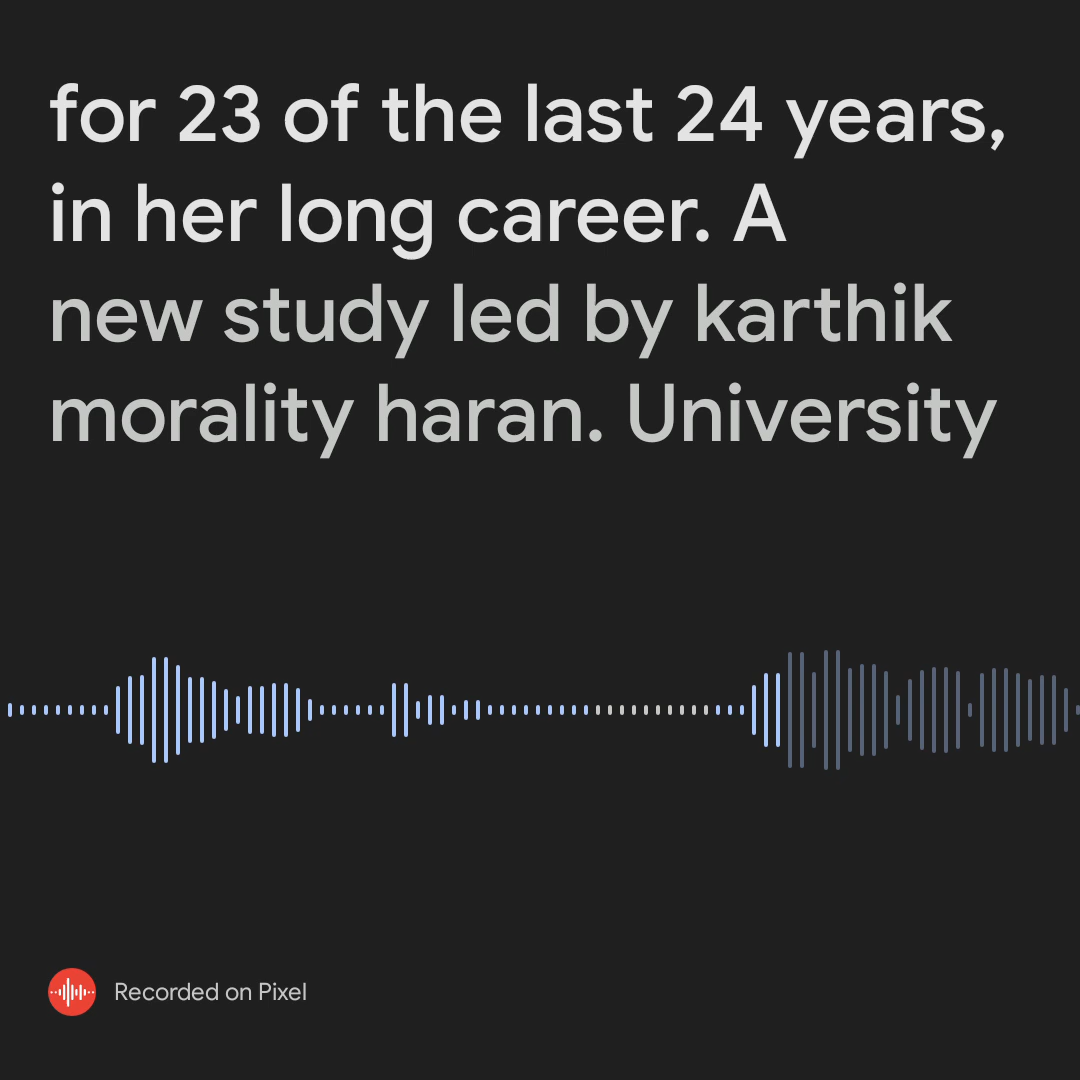 for 23 of the last 24 years,
in her long career. A
new study led by karthik
morality haran. University
Recorded on Pixel